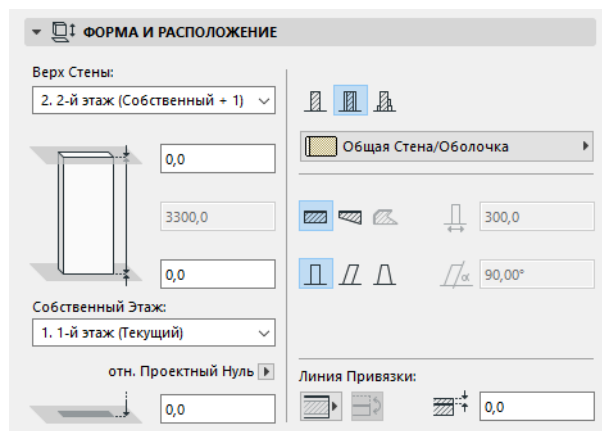 ФОРМА И РАСПОЛОЖЕНИЕ
Верх Стены:
2. 2-й этаж (Собственный + 1)
0,0
3300,0
0,0
Собственный Этаж:
1. 1-й этаж (Текущий)
отн. Проектный Нуль
0,0
Общая Стена/Оболочка
300,0
α
90,00°
Линия Привязки:
0,0